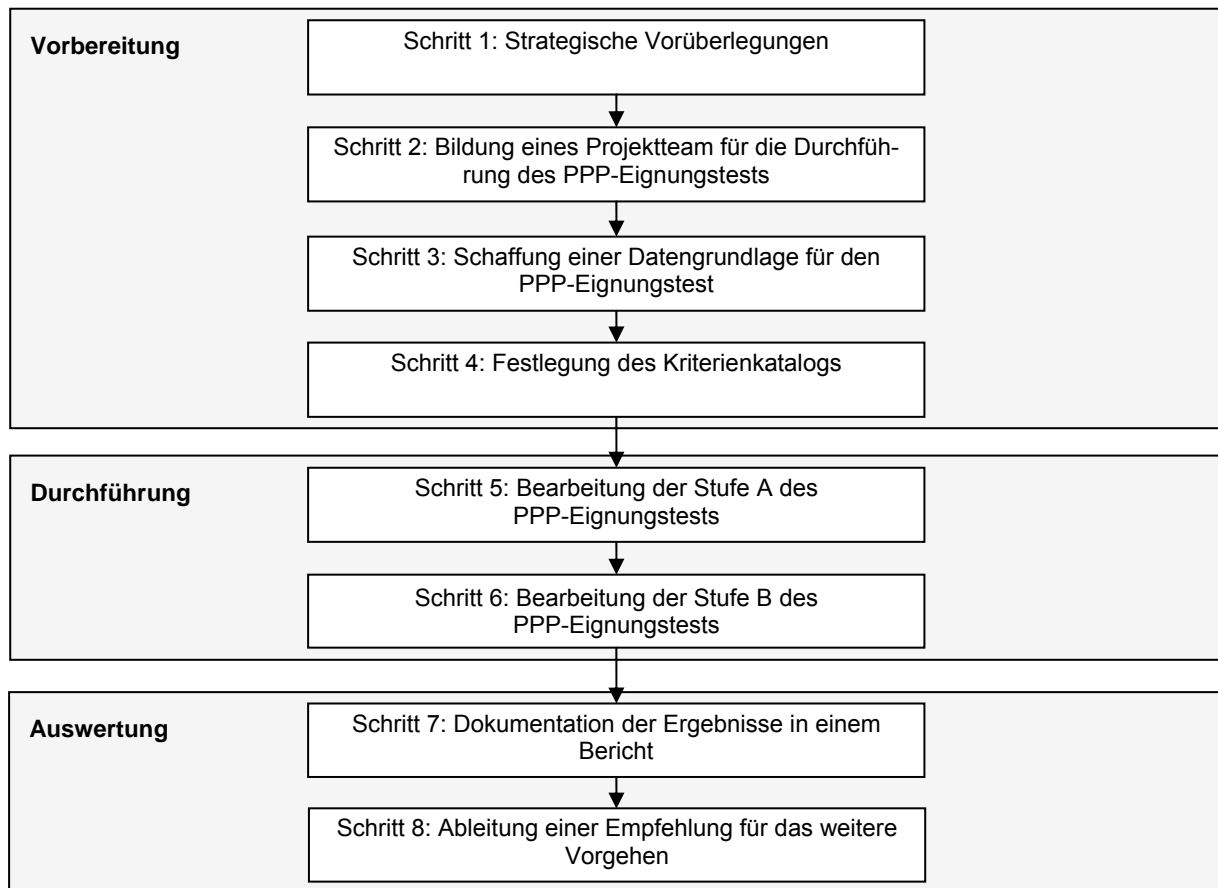 Vorbereitung
Schritt 1: Strategische Vorüberlegungen
Schritt 2: Bildung eines Projektteam für die Durchfüh-
rung des PPP-Eignungstests
Schritt 3: Schaffung einer Datengrundlage für den
PPP-Eignungstest
Schritt 4: Festlegung des Kriterienkatalogs
Durchführung
Schritt 5: Bearbeitung der Stufe A des
PPP-Eignungstests
Schritt 6: Bearbeitung der Stufe B des
PPP-Eignungstests
Auswertung
Schritt 7: Dokumentation der Ergebnisse in einem
Bericht
Schritt 8: Ableitung einer Empfehlung für das weitere
Vorgehen